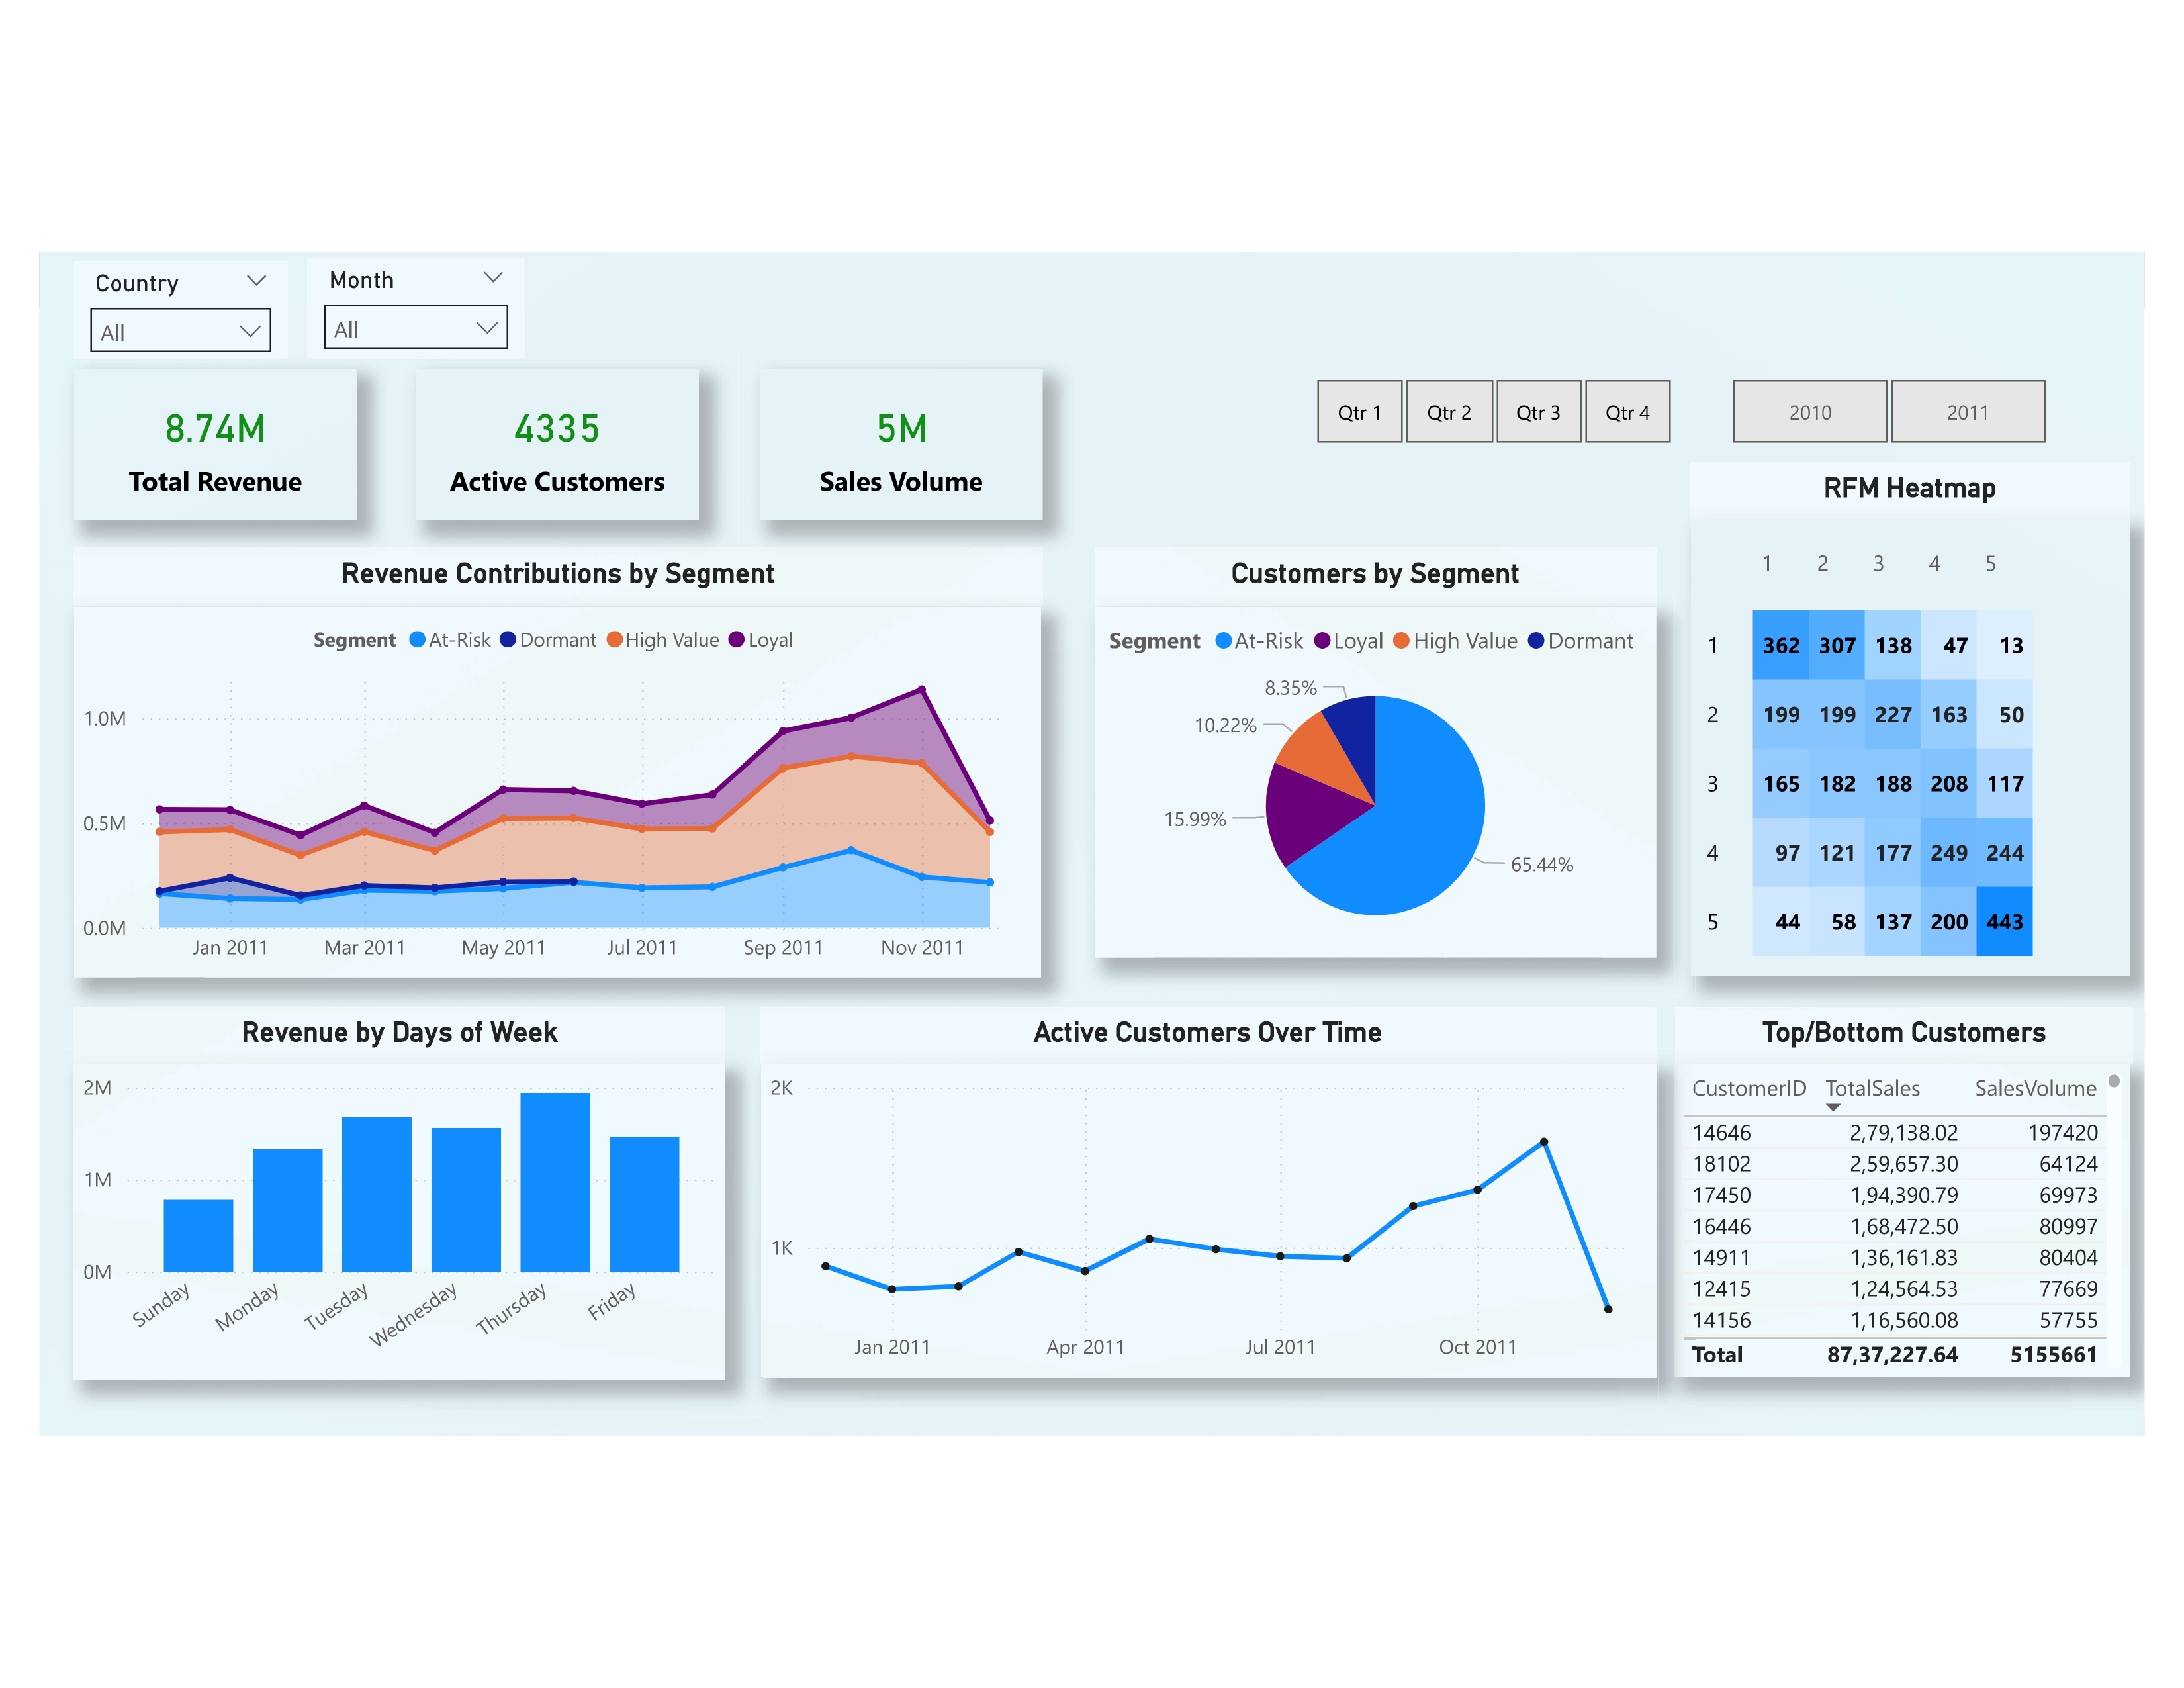 Country
All
Month
All
8.74M
Total Revenue
4335
Active Customers
5M
Sales Volume
Qtr 1 Qtr 2 Qtr 3 Qtr 4
2010 2011
Revenue Contributions by Segment
Segment At-Risk Dormant High Value Loyal
1.0M
0.5M
0.0M
Jan 2011 Mar 2011 May 2011 Jul 2011 Sep 2011 Nov 2011
Customers by Segment
Segment At-Risk Loyal High Value Dormant
8.35%
10.22%
15.99%
65.44%
RFM Heatmap
1 2 3 4 5
1 362 307 138 47 13
2 199 199 227 163 50
3 165 182 188 208 117
4 97 121 177 249 244
5 44 58 137 200 443
Revenue by Days of Week
2M
1M
0M
Sunday Monday Tuesday Wednesday Thursday Friday
Active Customers Over Time
2K
1K
Jan 2011 Apr 2011 Jul 2011 Oct 2011
Top/Bottom Customers
CustomerID TotalSales SalesVolume
14646 2,79,138.02 197420
18102 2,59,657.30 64124
17450 1,94,390.79 69973
16446 1,68,472.50 80997
14911 1,36,161.83 80404
12415 1,24,564.53 77669
14156 1,16,560.08 57755
Total 87,37,227.64 5155661